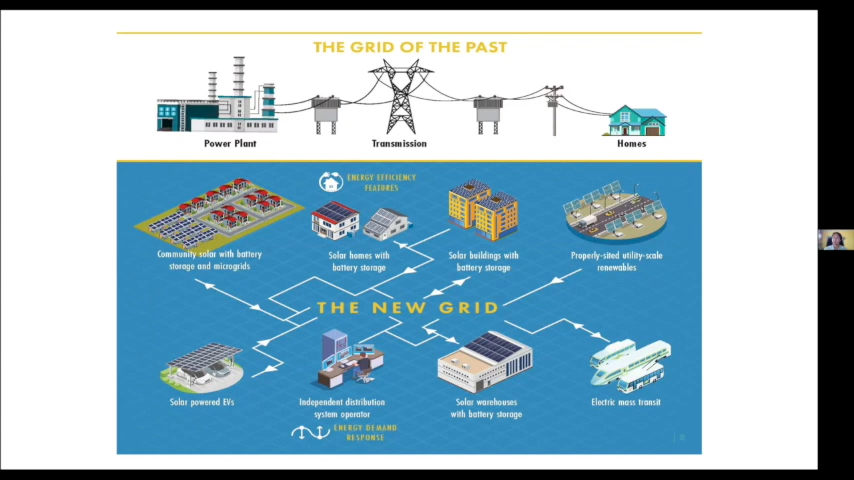 THE GRID OF THE PAST
Power Plant
Transmission
Homes
ENERGY EFFICIENCY
FEATURES
Community solar with battery
storage and microgrids
Solar homes with
battery storage
Solar buildings with
battery storage
Properly-sited utility-scale
renewables
THE NEW GRID
Solar powered EVs
Independent distribution
system operator
Solar warehouses
with battery storage
Electric mass transit
ENERGY DEMAND
RESPONSE